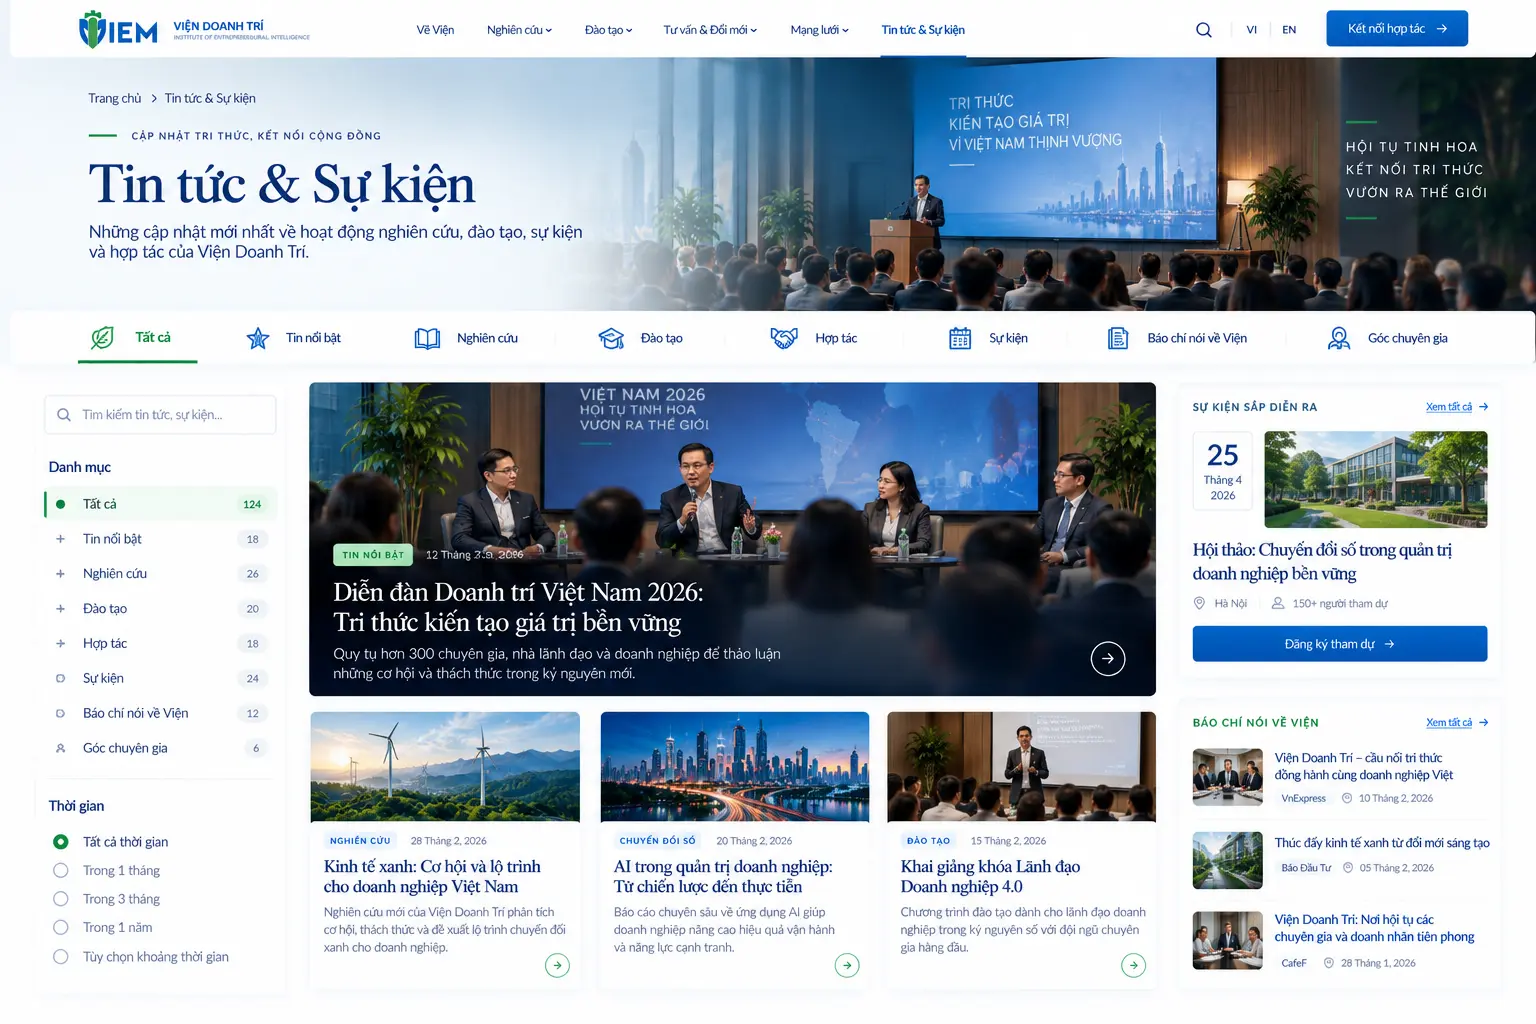 VIEM
VIỆN DOANH TRÍ
INSTITUTE OF ENTREPRESEURAL INTELLIGENCE
Về Viện
Nghiên cứu
Đào tạo
Tư vấn & Đổi mới
Mạng lưới
Tin tức & Sự kiện
VI
EN
Kết nối hợp tác
Trang chủ > Tin tức & Sự kiện
CẬP NHẬT TRI THỨC, KẾT NỐI CỘNG ĐỒNG
Tin tức & Sự kiện
Những cập nhật mới nhất về hoạt động nghiên cứu, đào tạo, sự kiện
và hợp tác của Viện Doanh Trí.
TRI THỨC
KIẾN TẠO GIÁ TRỊ
VÌ VIỆT NAM THỊNH VƯỢNG
HỘI TỤ TINH HOA
KẾT NỐI TRI THỨC
VƯƠN RA THẾ GIỚI
Tất cả
Tin nổi bật
Nghiên cứu
Đào tạo
Hợp tác
Sự kiện
Báo chí nói về Viện
Góc chuyên gia
Tìm kiếm tin tức, sự kiện...
Danh mục
Tất cả 124
Tin nổi bật 18
Nghiên cứu 26
Đào tạo 20
Hợp tác 18
Sự kiện 24
Báo chí nói về Viện 12
Góc chuyên gia 6
Thời gian
Tất cả thời gian
Trong 1 tháng
Trong 3 tháng
Trong 1 năm
Tùy chọn khoảng thời gian
VIỆT NAM 2026
HỘI TỤ TINH HOA
VƯƠN RA THẾ GIỚI
TIN NỔI BẬT
12 Tháng
Diễn đàn Doanh trí Việt Nam 2026:
Tri thức kiến tạo giá trị bền vững
Quy tụ hơn 300 chuyên gia, nhà lãnh đạo và doanh nghiệp để thảo luận
những cơ hội và thách thức trong kỷ nguyên mới.
NGHIÊN CỨU
28 Tháng 2, 2026
Kinh tế xanh: Cơ hội và lộ trình
cho doanh nghiệp Việt Nam
Nghiên cứu mới của Viện Doanh Trí phân tích
cơ hội, thách thức và đề xuất lộ trình chuyển đổi
xanh cho doanh nghiệp.
CHUYỂN ĐỔI SỐ
20 Tháng 2, 2026
AI trong quản trị doanh nghiệp:
Từ chiến lược đến thực tiễn
Báo cáo chuyên sâu về ứng dụng AI giúp
doanh nghiệp nâng cao hiệu quả vận hành
và năng lực cạnh tranh.
ĐÀO TẠO
15 Tháng 2, 2026
Khai giảng khóa Lãnh đạo
Doanh nghiệp 4.0
Chương trình đào tạo dành cho lãnh đạo doanh
nghiệp trong kỷ nguyên số với đội ngũ chuyên
gia hàng đầu.
SỰ KIỆN SẮP DIỄN RA
Xem tất cả
25
Tháng 4
2026
Hội thảo: Chuyển đổi số trong quản trị
doanh nghiệp bền vững
Hà Nội
150+ người tham dự
Đăng ký tham dự
BÁO CHÍ NÓI VỀ VIỆN
Xem tất cả
Viện Doanh Trí – cầu nối tri thức
đồng hành cùng doanh nghiệp Việt
VnExpress
10 Tháng 2, 2026
Thúc đẩy kinh tế xanh từ đổi mới sáng tạo
Báo Đầu Tư
05 Tháng 2, 2026
Viện Doanh Trí: Nơi hội tụ các
chuyên gia và doanh nhân tiên phong
CafeF
28 Tháng 1, 2026